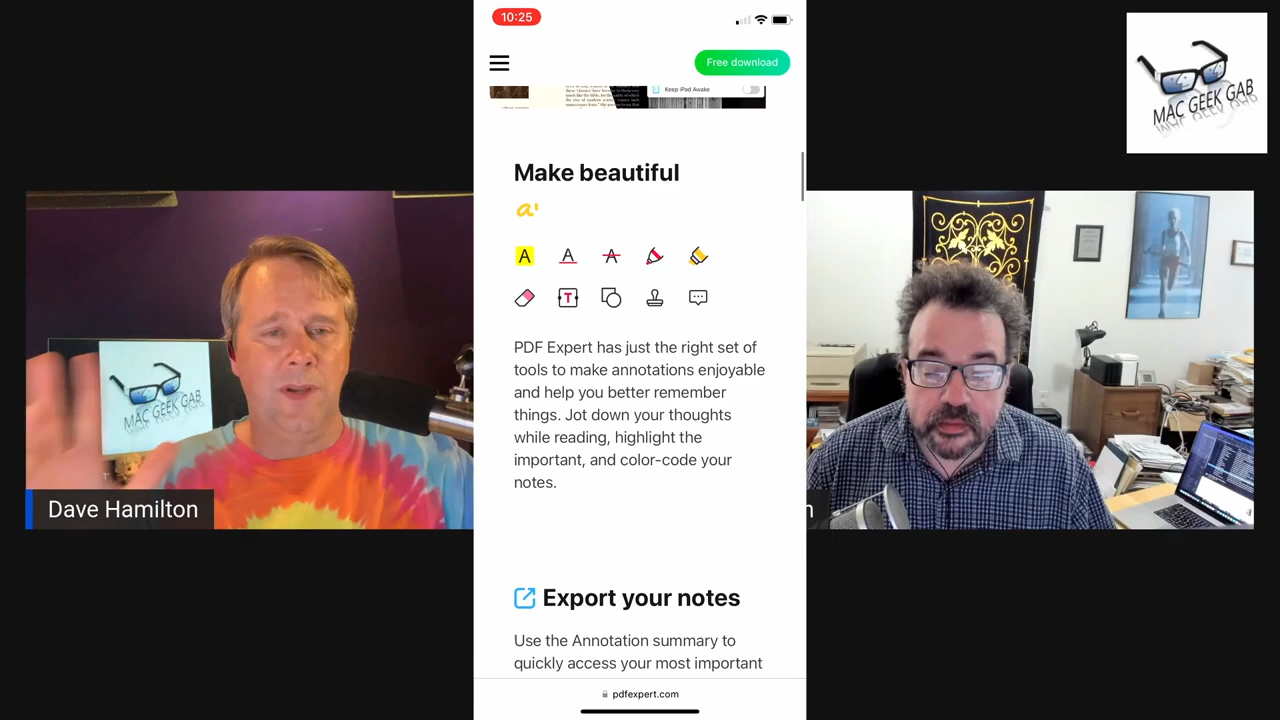 10:25
Free download
Keep iPad Awake
Make beautiful
a
A A A
T
PDF Expert has just the right set of
tools to make annotations enjoyable
and help you better remember
things. Jot down your thoughts
while reading, highlight the
important, and color-code your
notes.
Export your notes
Use the Annotation summary to
quickly access your most important
pdfexpert.com
MAC GEEK GAB
MAC GEEK GAB
Dave Hamilton
n